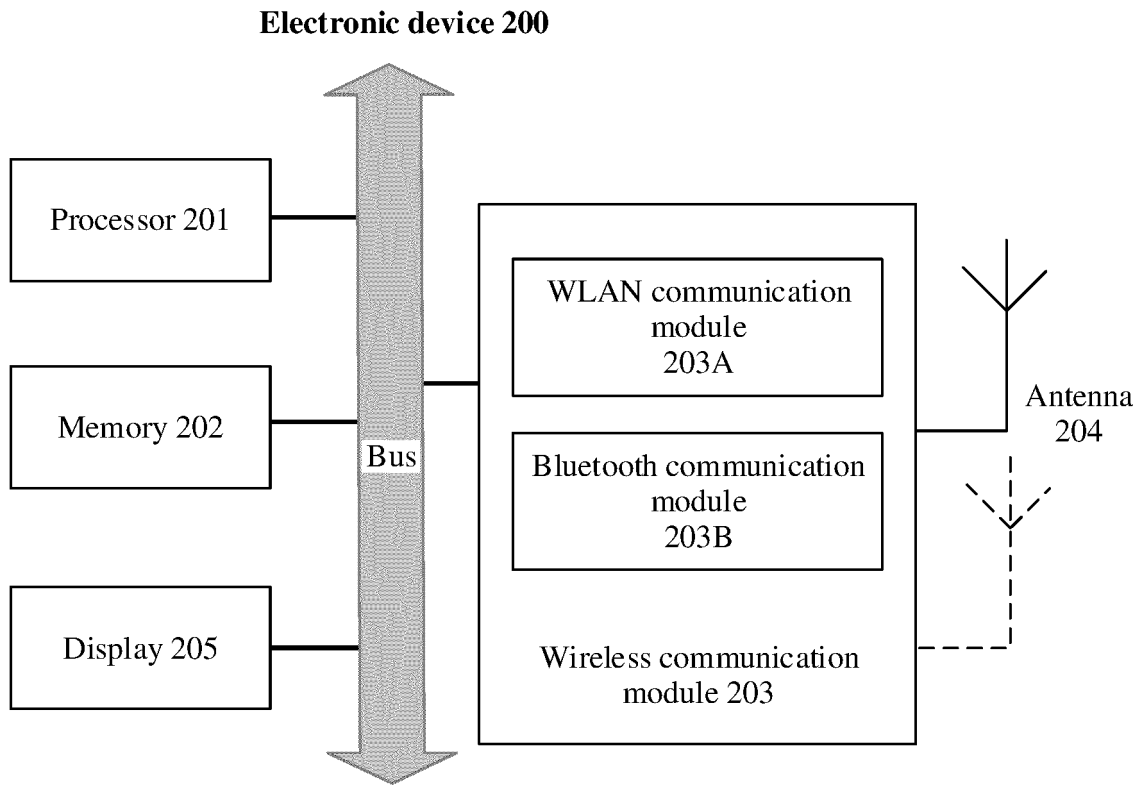 Electronic device 200
Processor 201
Memory 202
Display 205
Bus
WLAN communication
module
203A
Bluetooth communication
module
203B
Wireless communication
module 203
Antenna
204